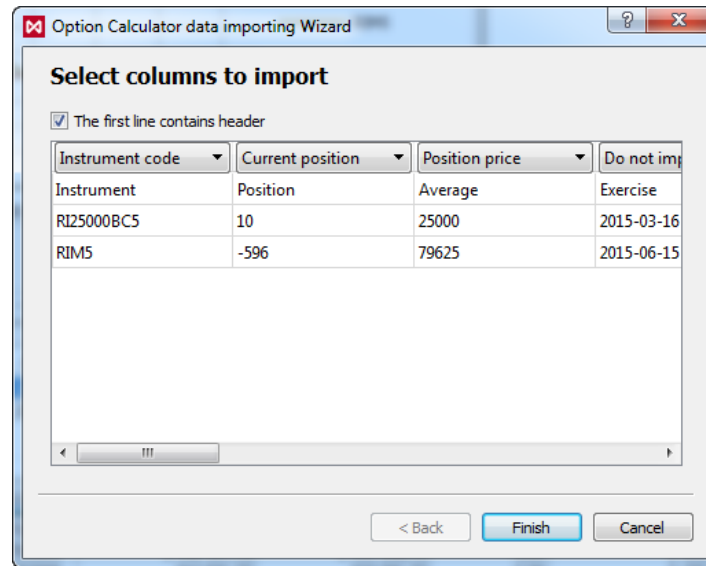 Option Calculator data importing Wizard
Select columns to import
The first line contains header
Instrument code Current position Position price Do not imp
Instrument Position Average Exercise
RI25000BC5 10 25000 2015-03-16
RIM5 -596 79625 2015-06-15
< Back Finish Cancel